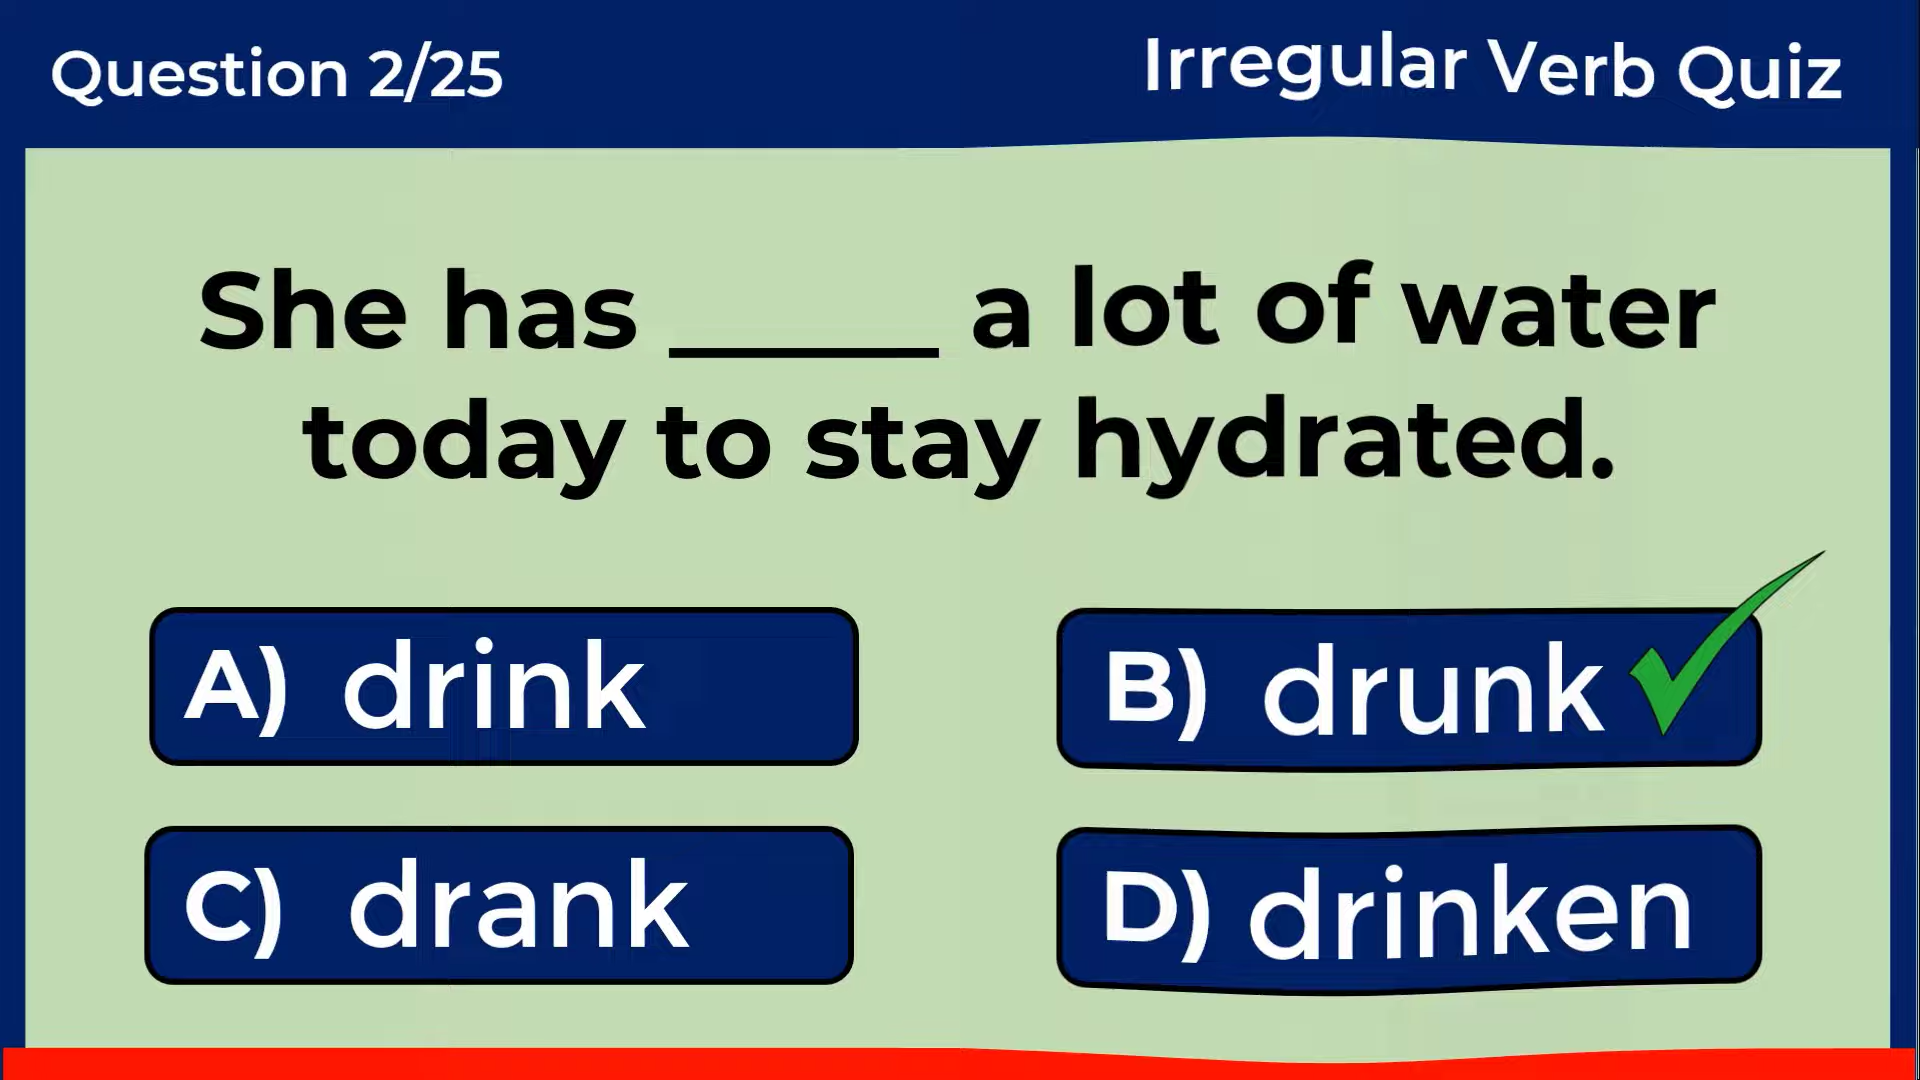 Question 2/25
Irregular Verb Quiz
She has _____ a lot of water
today to stay hydrated.
A) drink
B) drunk
C) drank
D) drinken